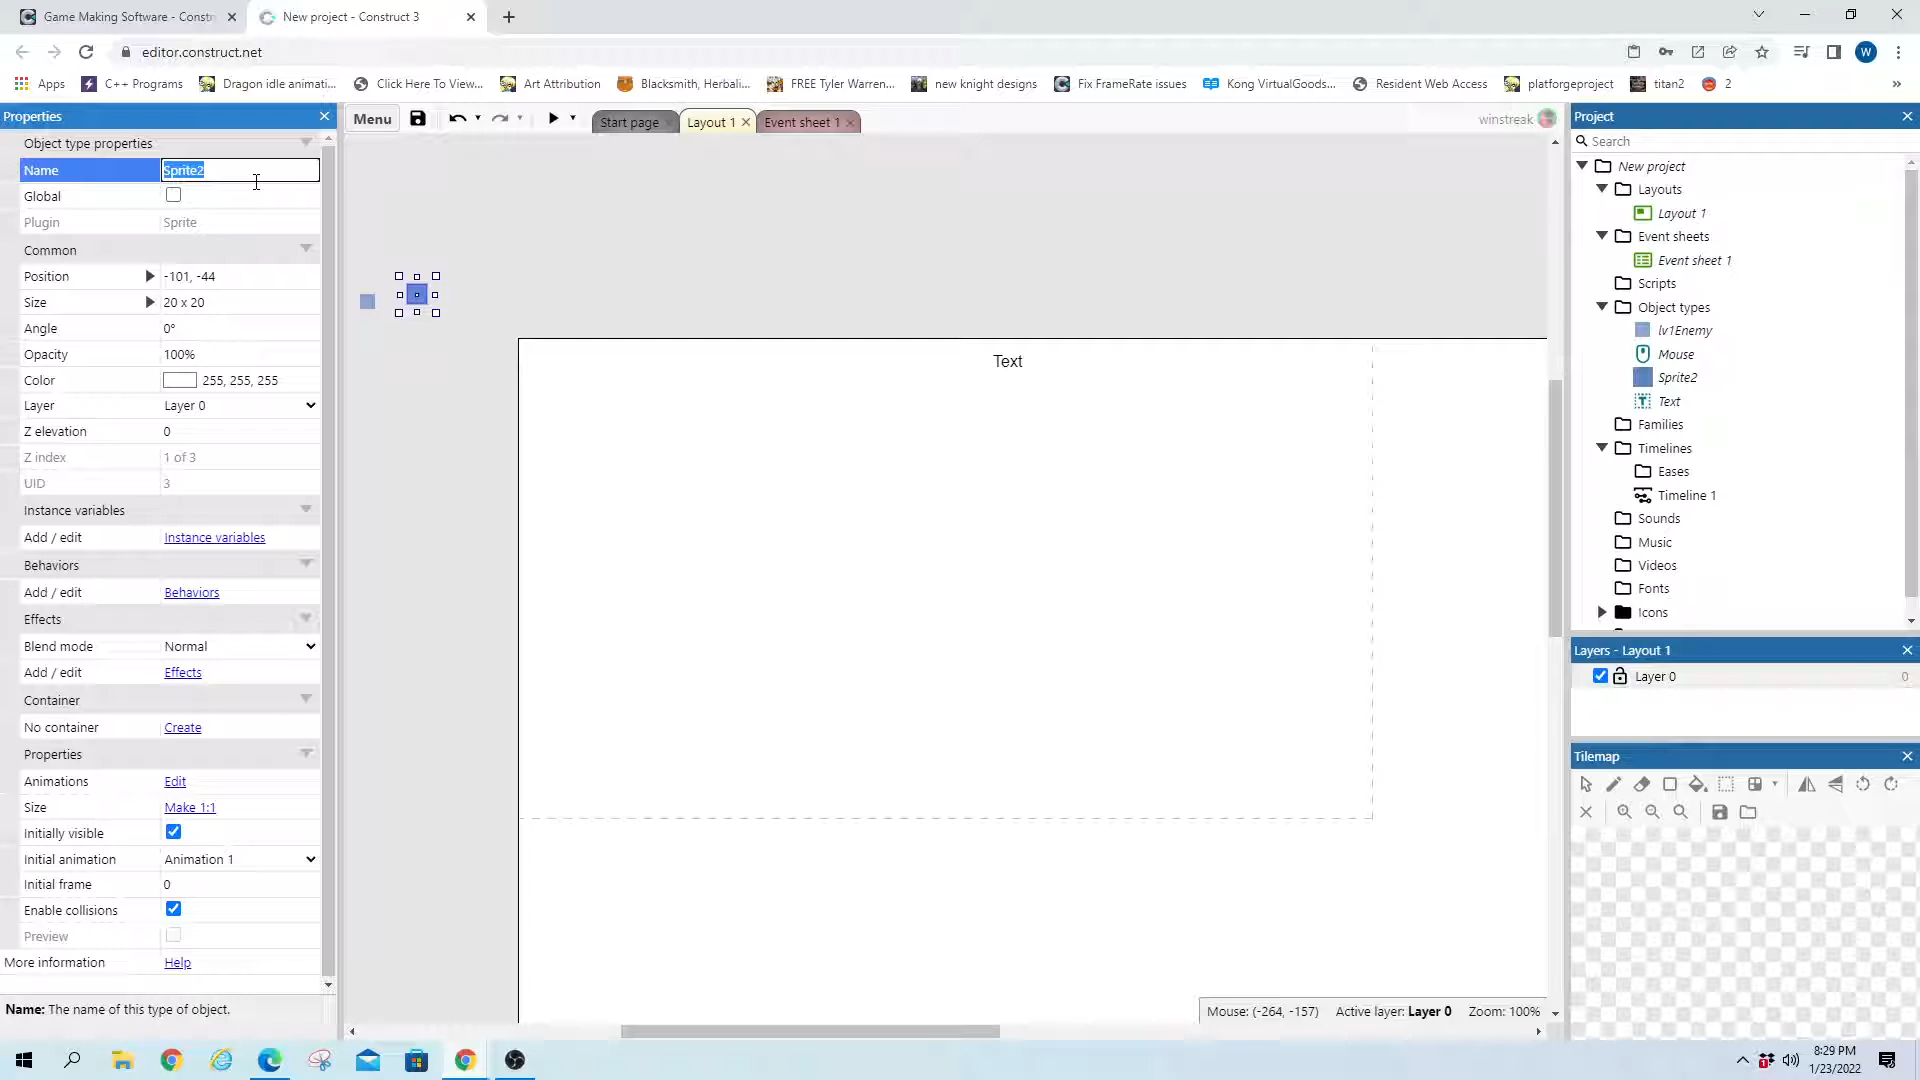 Game Making Software - Constr
New project - Construct 3
editor.construct.net
W
Apps
C++ Programs
Dragon idle animati...
Click Here To View...
Art Attribution
Blacksmith, Herbali...
FREE Tyler Warren...
new knight designs
Fix FrameRate issues
Kong VirtualGoods...
Resident Web Access
platforgeproject
titan2
2
»
Properties
Menu
Start page
Layout 1
Event sheet 1
winstreak
Project
Object type properties
Search
Name Sprite2
Global
Plugin Sprite
Common
Position -101, -44
Size 20 x 20
Angle 0°
Opacity 100%
Color 255, 255, 255
Layer Layer 0
Z elevation 0
Z index 1 of 3
UID 3
Instance variables
Add / edit Instance variables
Behaviors
Add / edit Behaviors
Effects
Blend mode Normal
Add / edit Effects
Container
No container Create
Properties
Animations Edit
Size Make 1:1
Initially visible
Initial animation Animation 1
Initial frame 0
Enable collisions
Preview
More information Help
Name: The name of this type of object.
Text
Mouse: (-264, -157) Active layer: Layer 0 Zoom: 100%
New project
Layouts
Layout 1
Event sheets
Event sheet 1
Scripts
Object types
lv1Enemy
Mouse
Sprite2
Text
Families
Timelines
Eases
Timeline 1
Sounds
Music
Videos
Fonts
Icons
Layers - Layout 1
Layer 0 0
Tilemap
8:29 PM
1/23/2022